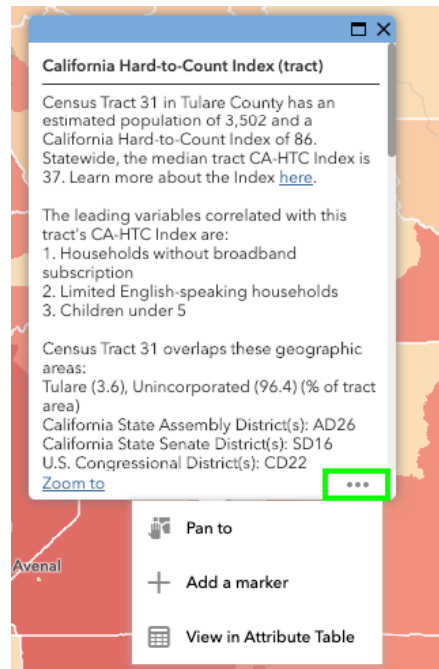 California Hard-to-Count Index (tract)
Census Tract 31 in Tulare County has an
estimated population of 3,502 and a
California Hard-to-Count Index of 86.
Statewide, the median tract CA-HTC Index is
37. Learn more about the Index here.
The leading variables correlated with this
tract's CA-HTC Index are:
1. Households without broadband
subscription
2. Limited English-speaking households
3. Children under 5
Census Tract 31 overlaps these geographic
areas:
Tulare (3.6), Unincorporated (96.4) (% of tract
area)
California State Assembly District(s): AD26
California State Senate District(s): SD16
U.S. Congressional District(s): CD22
Zoom to
Pan to
Avenal
Add a marker
View in Attribute Table